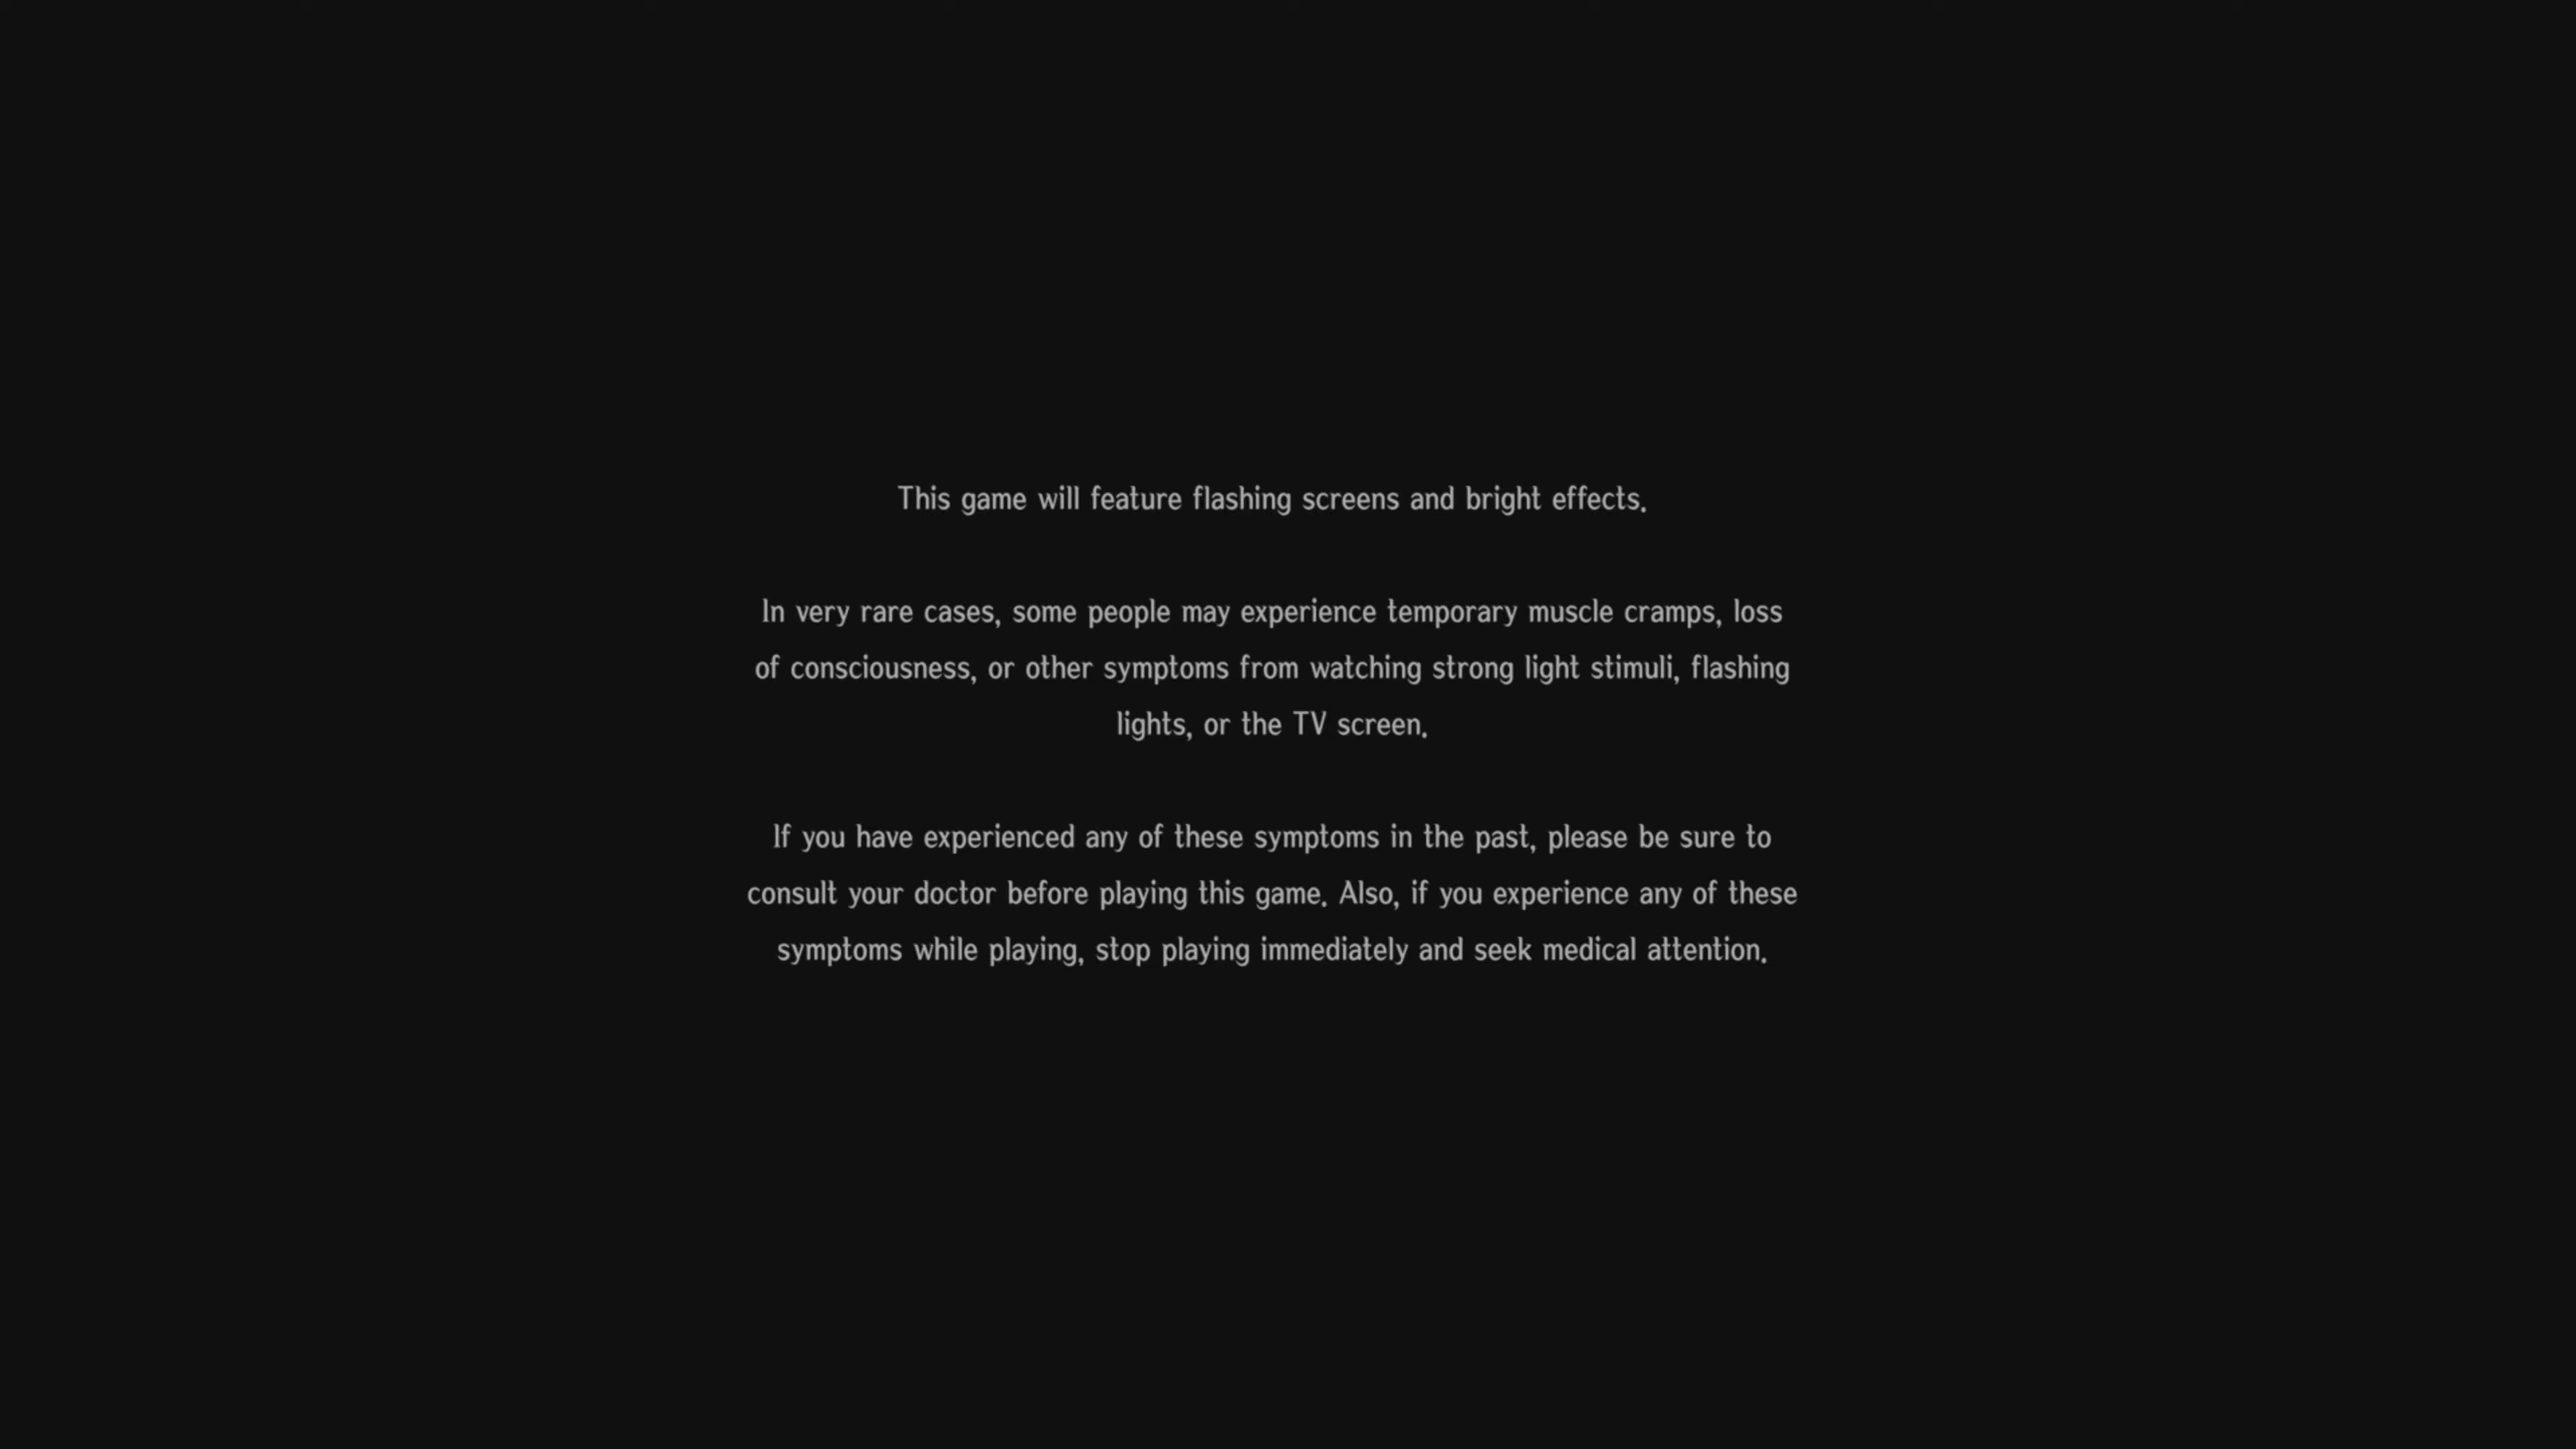 This game will feature flashing screens and bright effects.
In very rare cases, some people may experience temporary muscle cramps, loss
of consciousness, or other symptoms from watching strong light stimuli, flashing
lights, or the TV screen.
If you have experienced any of these symptoms in the past, please be sure to
consult your doctor before playing this game. Also, if you experience any of these
symptoms while playing, stop playing immediately and seek medical attention.